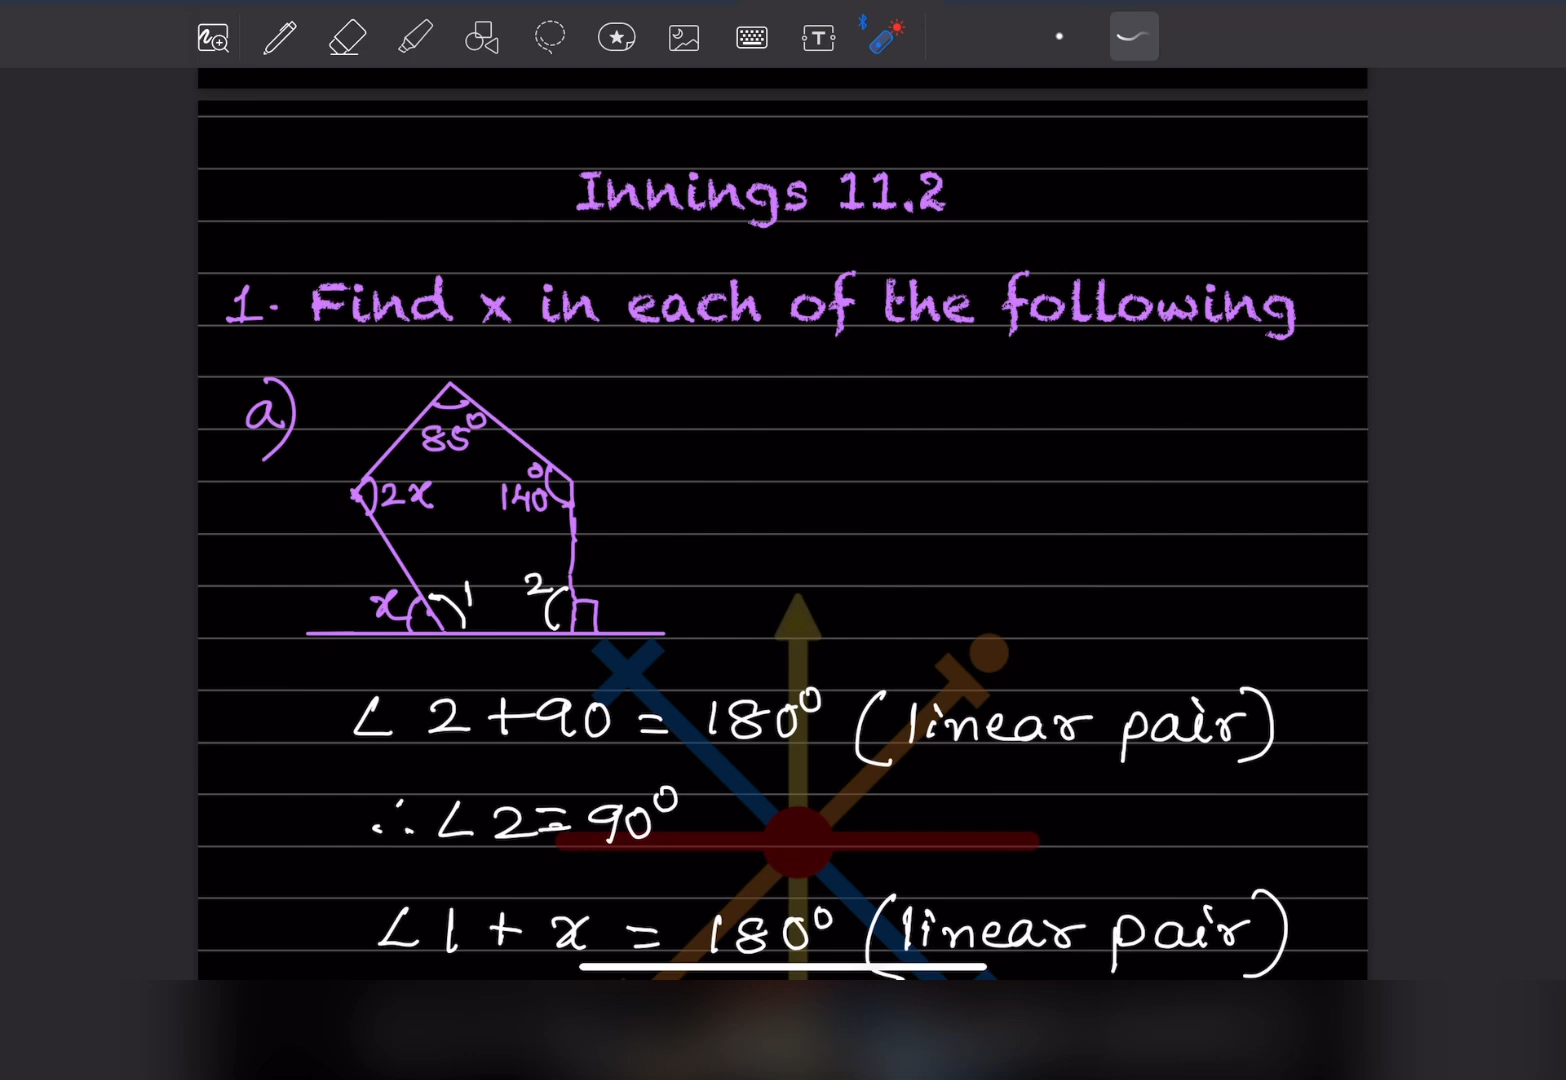 Innings 11.2
1. Find x in each of the following
a)
85°
2x
140°
x
1
2
∠ 2 + 90 = 180° (linear pair)
∴ ∠ 2 = 90°
∠ 1 + x = 180° (linear pair)